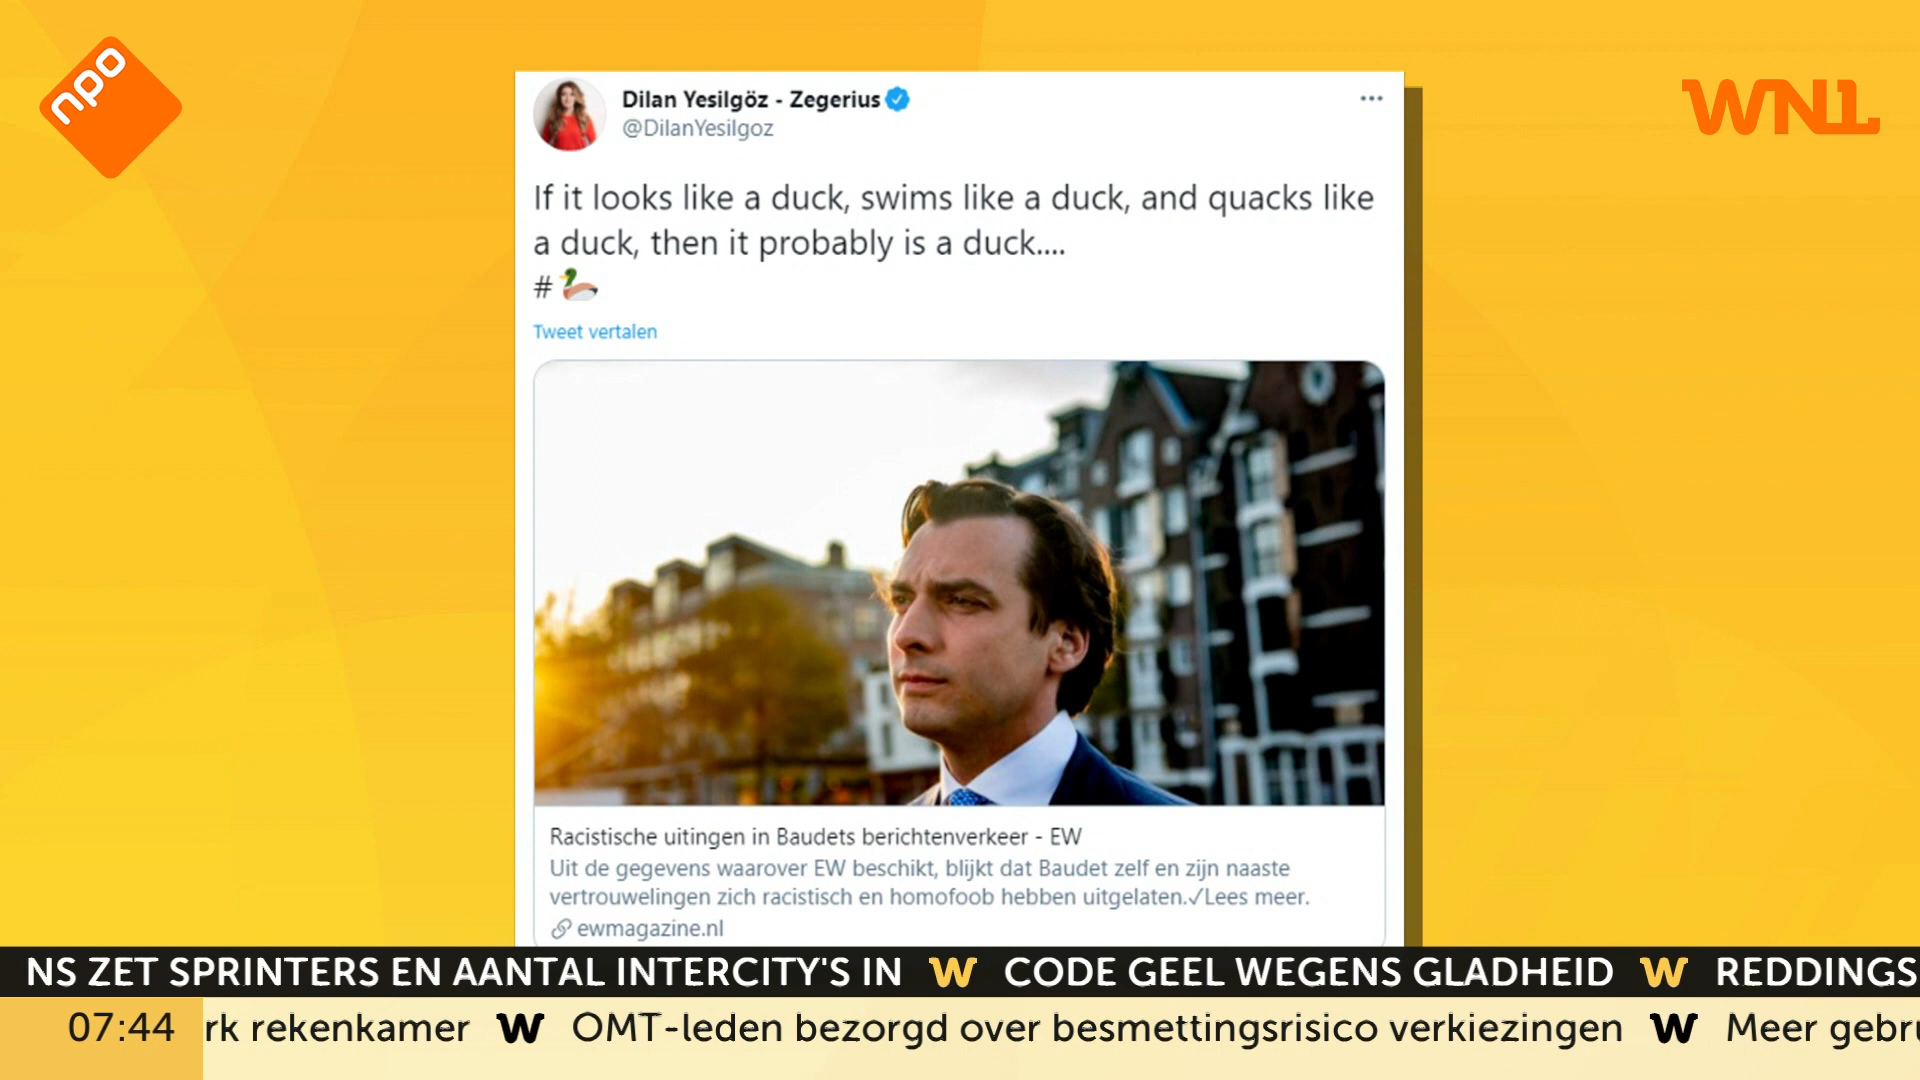 npo
WNL
Dilan Yesilgöz - Zegerius
@DilanYesilgoz
If it looks like a duck, swims like a duck, and quacks like
a duck, then it probably is a duck....
#🦆
Tweet vertalen
Racistische uitingen in Baudets berichtenverkeer - EW
Uit de gegevens waarover EW beschikt, blijkt dat Baudet zelf en zijn naaste
vertrouwelingen zich racistisch en homofoob hebben uitgelaten.✓Lees meer.
ewmagazine.nl
NS ZET SPRINTERS EN AANTAL INTERCITY'S IN W CODE GEEL WEGENS GLADHEID W REDDINGS
07:44 rk rekenkamer W OMT-leden bezorgd over besmettingsrisico verkiezingen W Meer gebru